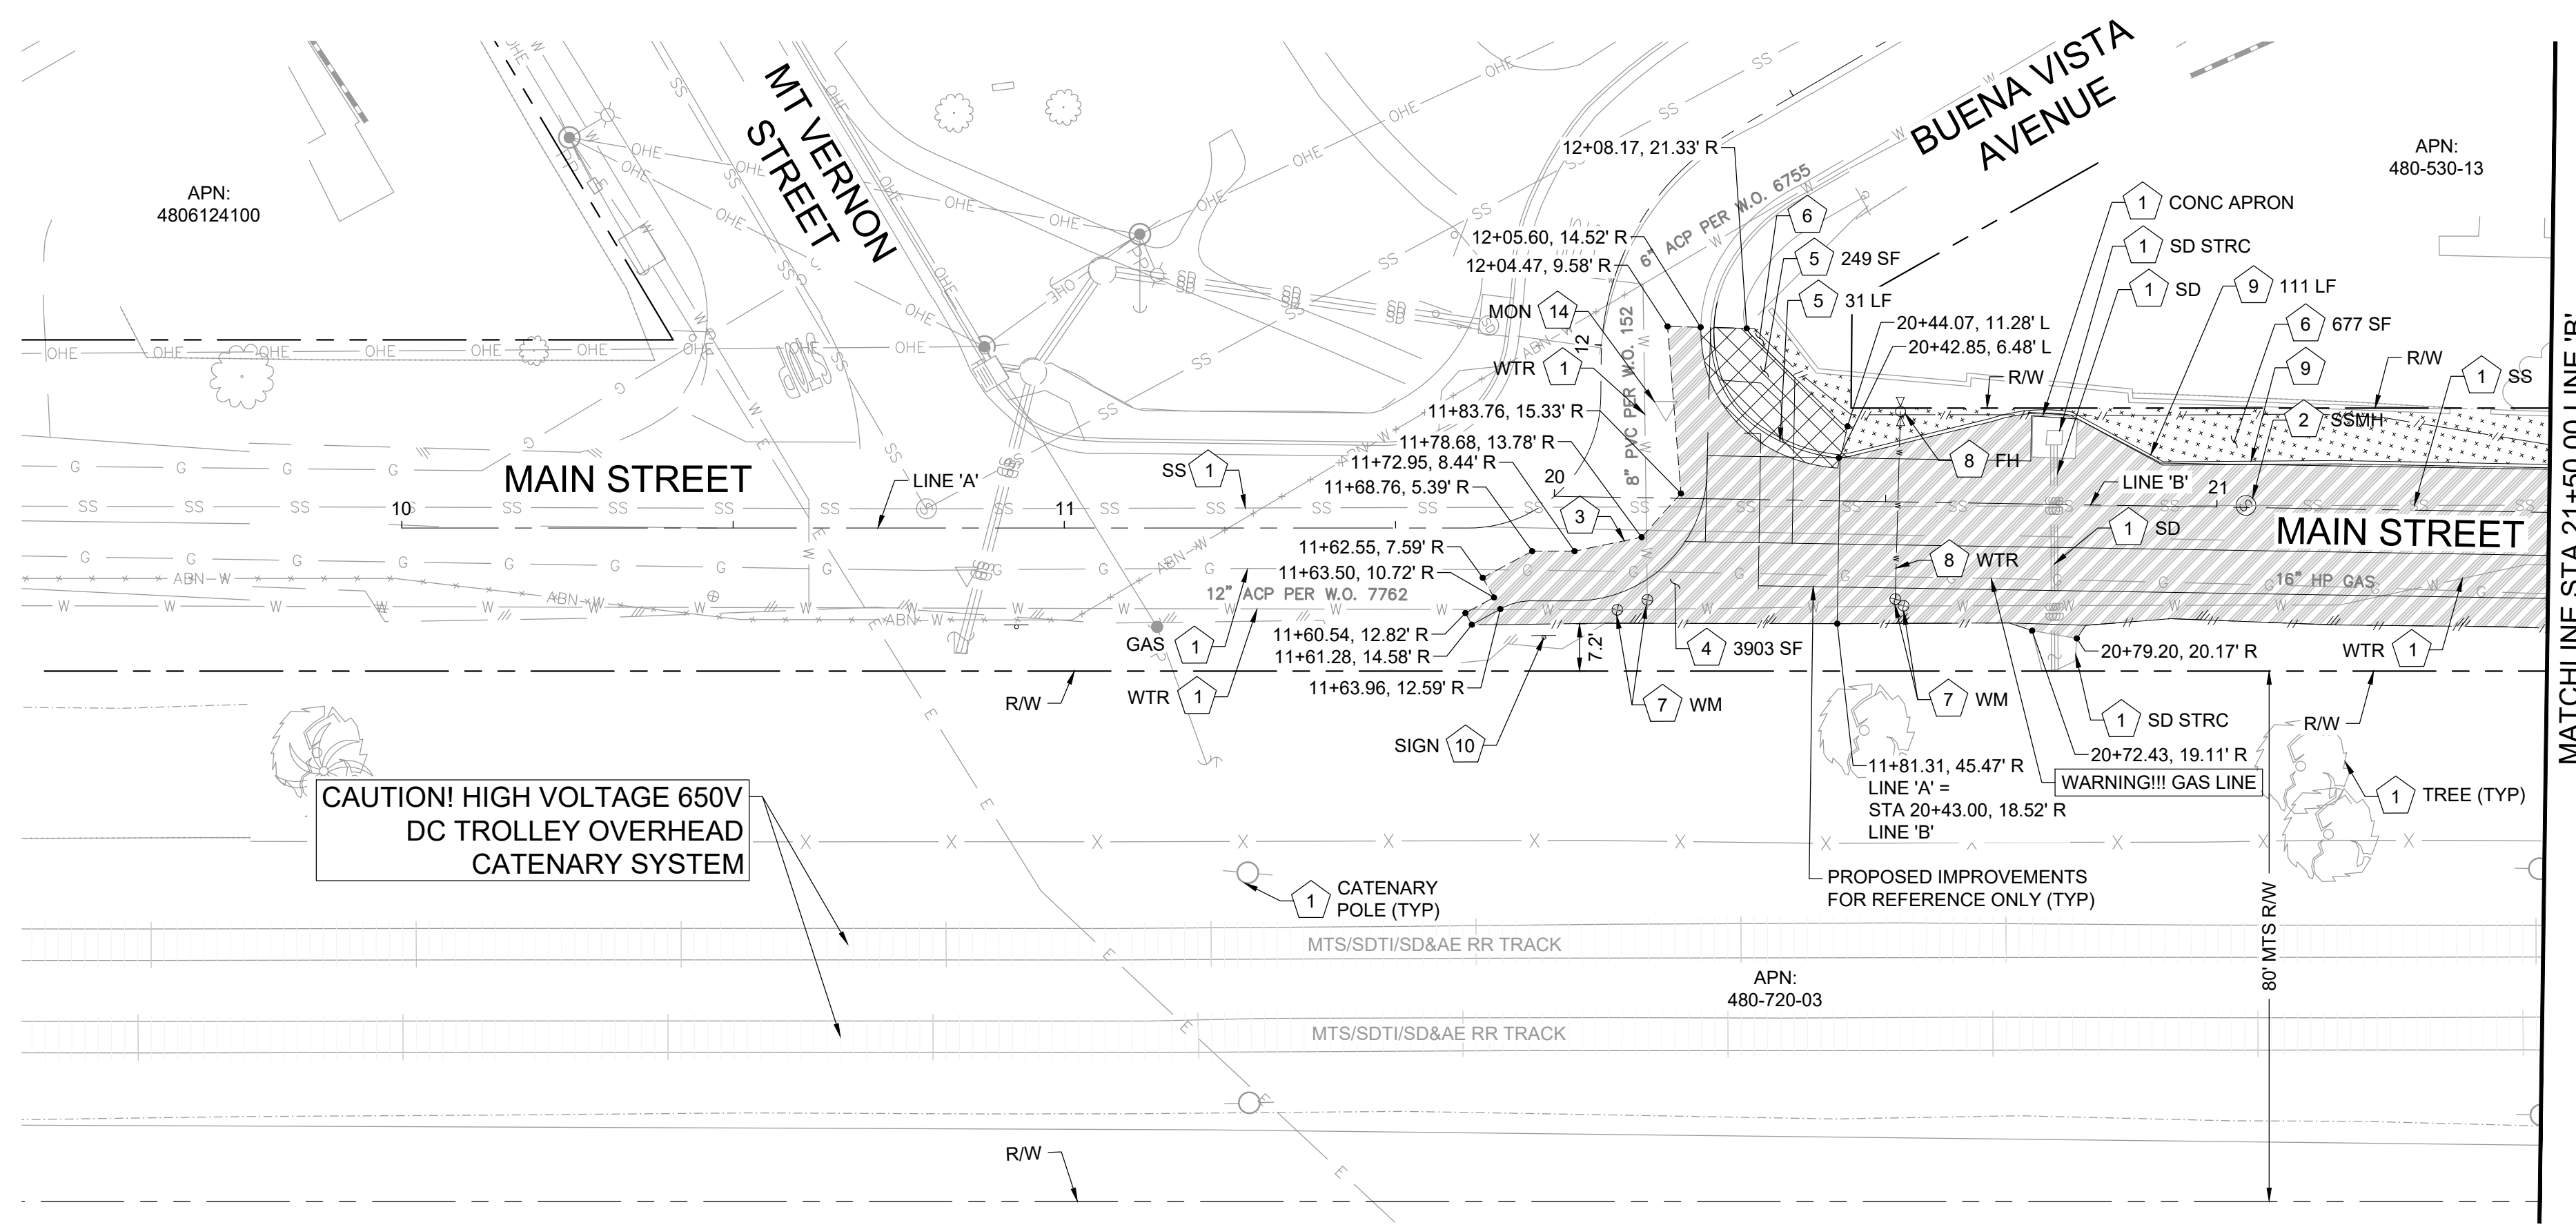 MT VERNON
STREET
BUENA VISTA
AVENUE
APN:
4806124100
APN:
480-530-13
12+08.17, 21.33' R
6" ACP PER W.O. 6755
12+05.60, 14.52' R
12+04.47, 9.58' R
6
5 249 SF
5 31 LF
1 CONC APRON
1 SD STRC
1 SD
9 111 LF
6 677 SF
9
R/W
R/W
1 SS
2 SSMH
MON 14
12
WTR 1
8" PVC PER W.O. 152
20+44.07, 11.28' L
20+42.85, 6.48' L
11+83.76, 15.33' R
11+78.68, 13.78' R
11+72.95, 8.44' R
11+68.76, 5.39' R
11+62.55, 7.59' R
11+63.50, 10.72' R
12" ACP PER W.O. 7762
11+60.54, 12.82' R
11+61.28, 14.58' R
11+63.96, 12.59' R
STOP
MAIN STREET
LINE 'A'
10
11
SS 1
20
3
8 FH
LINE 'B'
21
MAIN STREET
1 SD
8 WTR
16" HP GAS
GAS 1
WTR 1
R/W
7.2'
4 3903 SF
7 WM
7 WM
SIGN 10
20+79.20, 20.17' R
WTR 1
1 SD STRC
R/W
20+72.43, 19.11' R
WARNING!!! GAS LINE
11+81.31, 45.47' R
LINE 'A' =
STA 20+43.00, 18.52' R
LINE 'B'
1 TREE (TYP)
CAUTION! HIGH VOLTAGE 650V
DC TROLLEY OVERHEAD
CATENARY SYSTEM
1 CATENARY
POLE (TYP)
PROPOSED IMPROVEMENTS
FOR REFERENCE ONLY (TYP)
80' MTS R/W
MTS/SDTI/SD&AE RR TRACK
APN:
480-720-03
MTS/SDTI/SD&AE RR TRACK
R/W
MATCHLINE STA 21+50.00 LINE 'B'